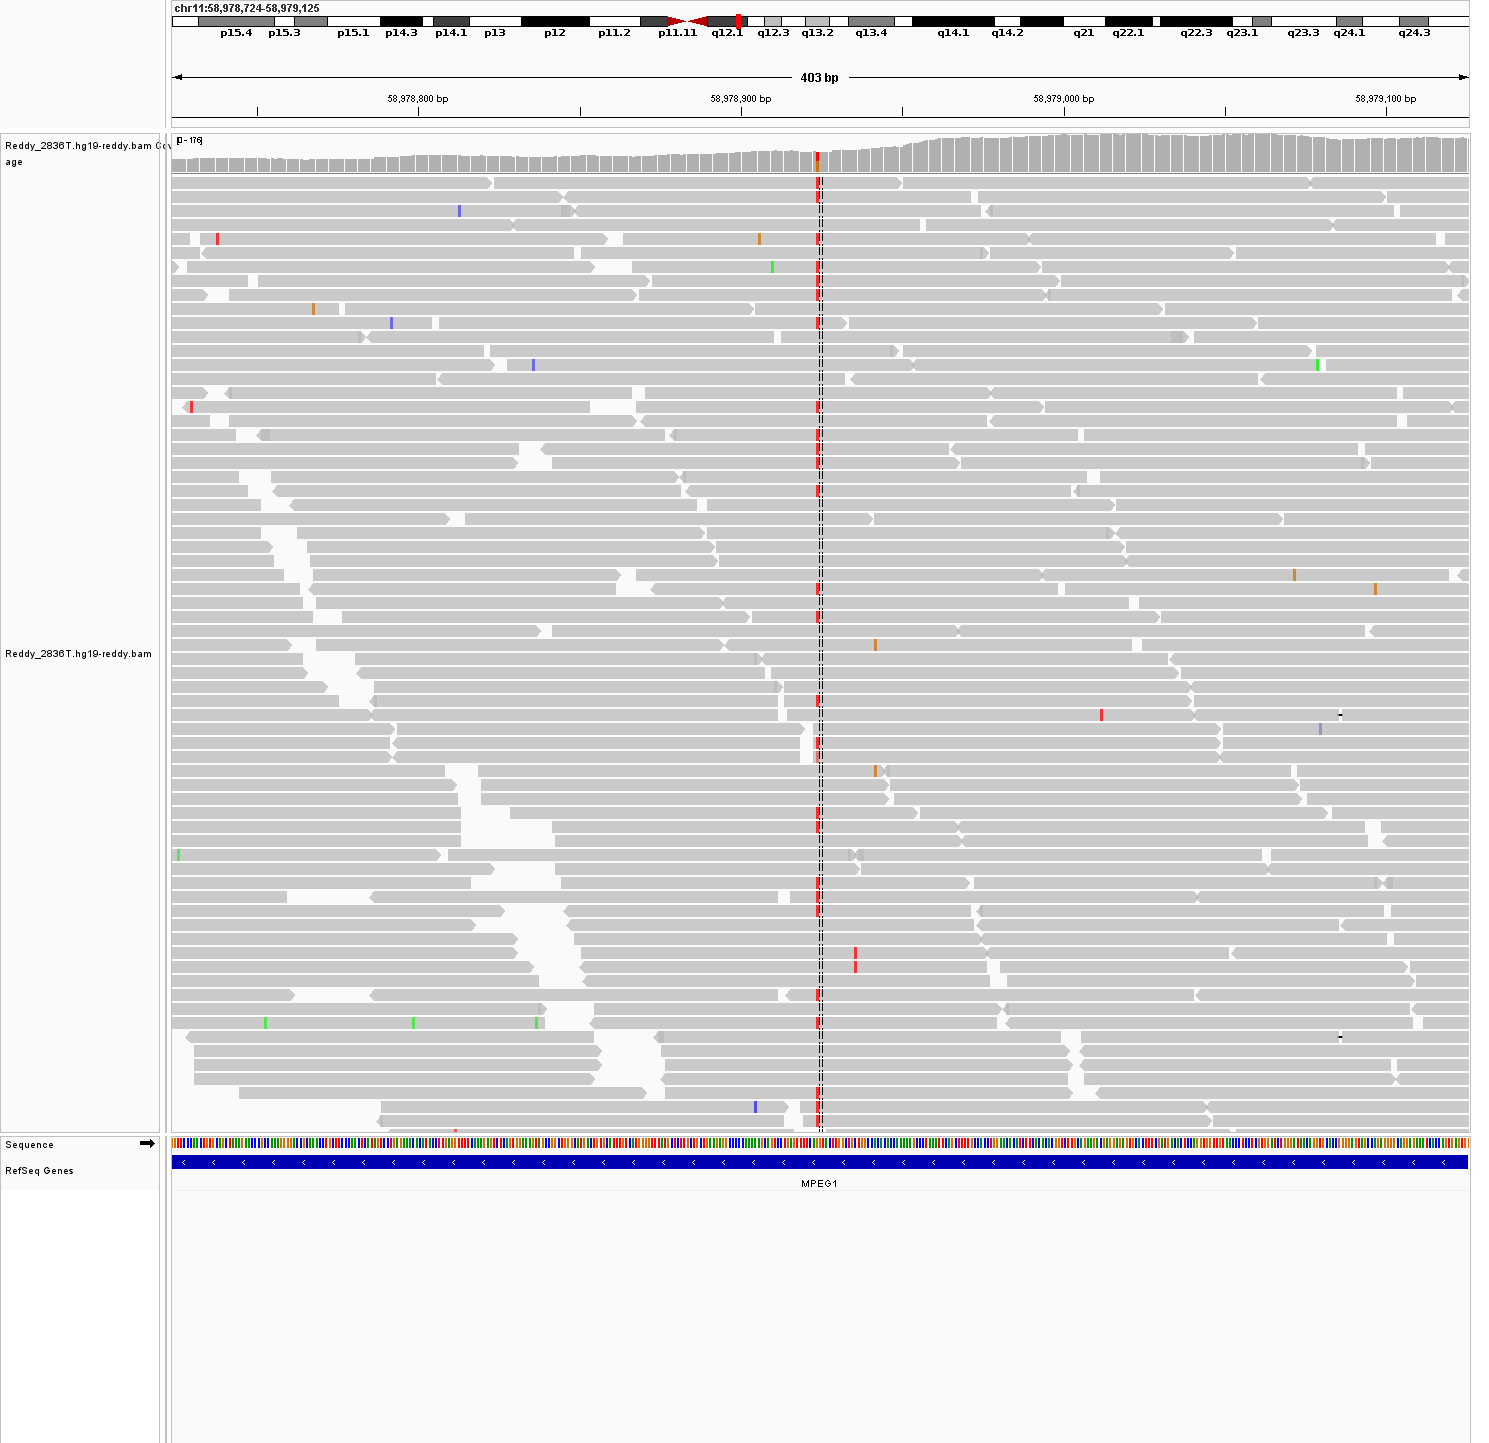 chr11:58,978,724-58,979,125
p15.4 p15.3 p15.1 p14.3 p14.1 p13 p12 p11.2 p11.11 q12.1 q12.3 q13.2 q13.4 q14.1 q14.2 q21 q22.1 q22.3 q23.1 q23.3 q24.1 q24.3
403 bp
58,978,800 bp 58,978,900 bp 58,979,000 bp 58,979,100 bp
[0 - 176]
Reddy_2836T.hg19-reddy.bam Cov
age
Reddy_2836T.hg19-reddy.bam
Sequence
RefSeq Genes
MPEG1